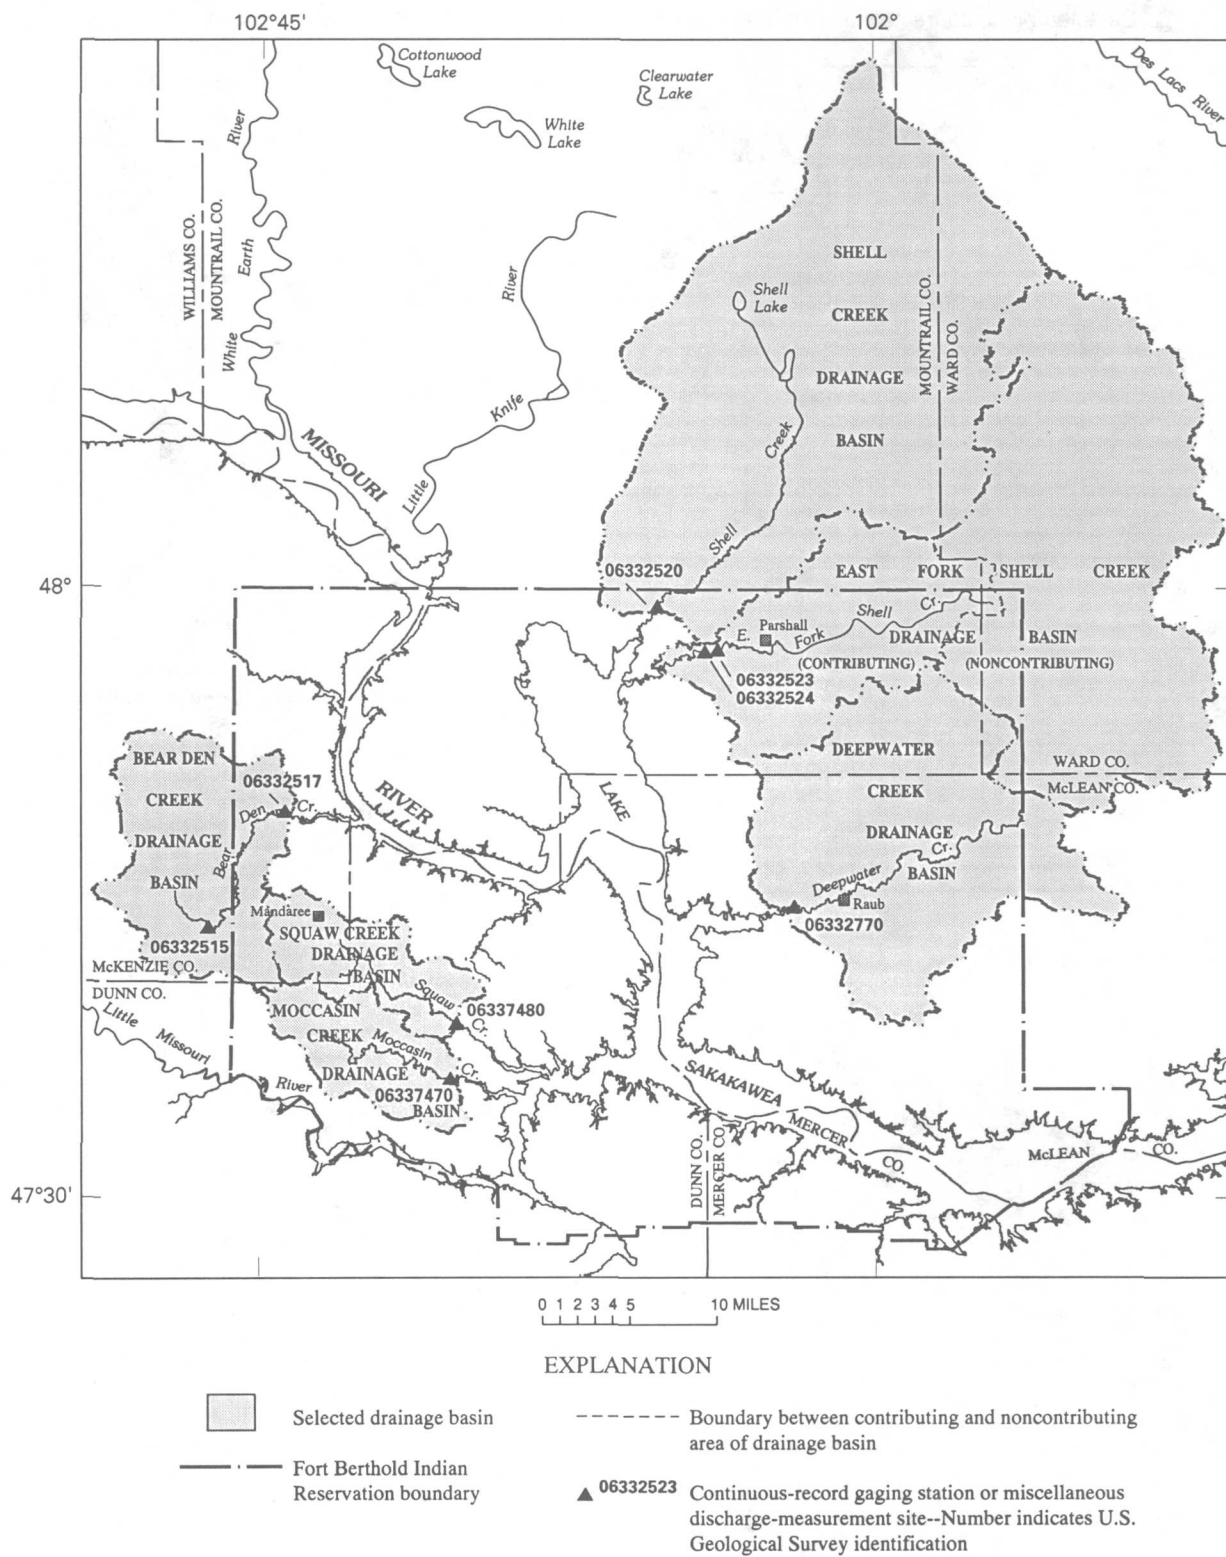 102°45'
102°
Cottonwood
Lake
Clearwater
Lake
Des Lacs River
White
Lake
River
Earth
White
WILLIAMS CO.
MOUNTRAIL CO.
River
Knife
Little
SHELL
CREEK
DRAINAGE
BASIN
Shell
Lake
MOUNTRAIL CO.
WARD CO.
Creek
Shell
MISSOURI
48°
06332520
EAST FORK SHELL CREEK
Shell
Cr.
E.
Parshall
Fork
DRAINAGE BASIN
(CONTRIBUTING)
(NONCONTRIBUTING)
06332523
06332524
BEAR DEN
CREEK
DRAINAGE
BASIN
06332517
Den
Cr.
Bear
RIVER
LAKE
DEEPWATER
CREEK
DRAINAGE
BASIN
WARD CO.
McLEAN CO.
Cr.
Deepwater
Raub
06332770
Mandaree
06332515
SQUAW CREEK
DRAINAGE
BASIN
McKENZIE CO.
DUNN CO.
Squaw
Cr.
06337480
Little Missouri
River
MOCCASIN
CREEK
Moccasin
Cr.
DRAINAGE
06337470
BASIN
SAKAKAWEA
MERCER
CO.
McLEAN
CO.
DUNN CO.
MERCER CO.
47°30'
0 1 2 3 4 5 10 MILES
EXPLANATION
Selected drainage basin
Fort Berthold Indian
Reservation boundary
Boundary between contributing and noncontributing
area of drainage basin
06332523
Continuous-record gaging station or miscellaneous
discharge-measurement site--Number indicates U.S.
Geological Survey identification